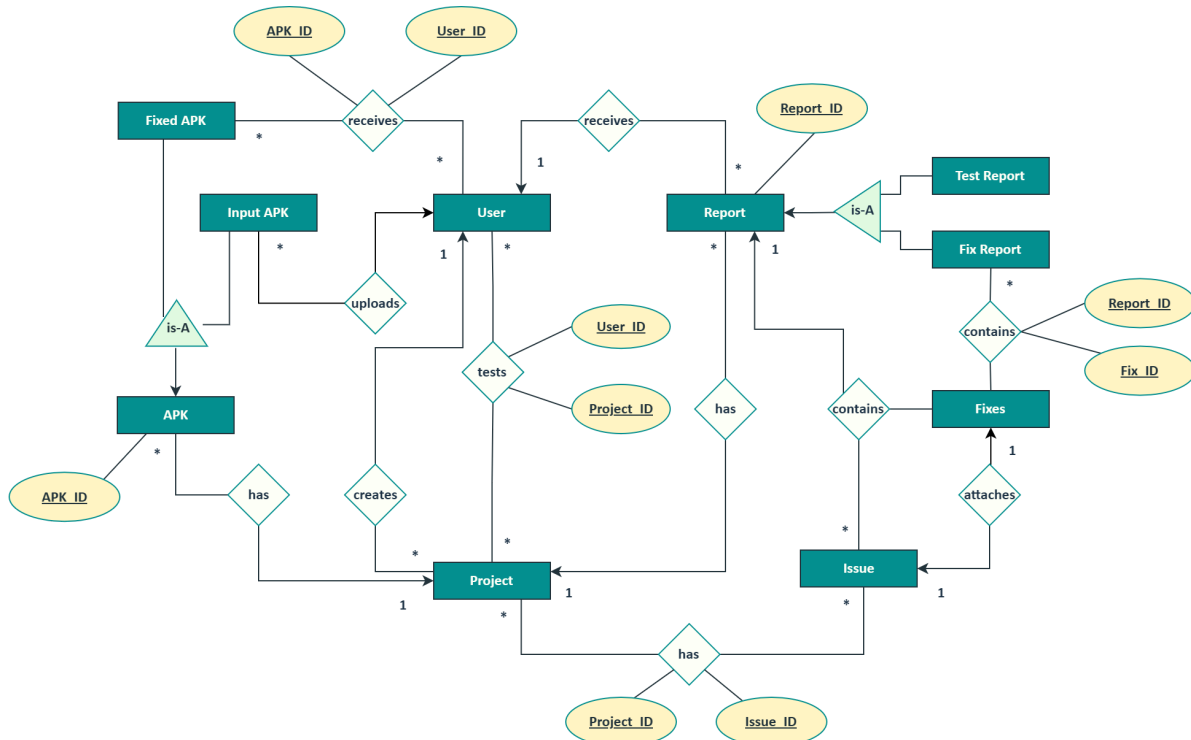 APK_ID
User_ID
Fixed APK
receives
receives
Report_ID
*
*
1
*
Test Report
Input APK
User
Report
is-A
*
1
*
*
1
Fix Report
*
uploads
is-A
User_ID
contains
Report_ID
tests
Fix_ID
APK
Project_ID
has
contains
Fixes
*
1
APK_ID
has
creates
attaches
*
*
*
Project
Issue
1
1
1
*
*
has
Project_ID
Issue_ID